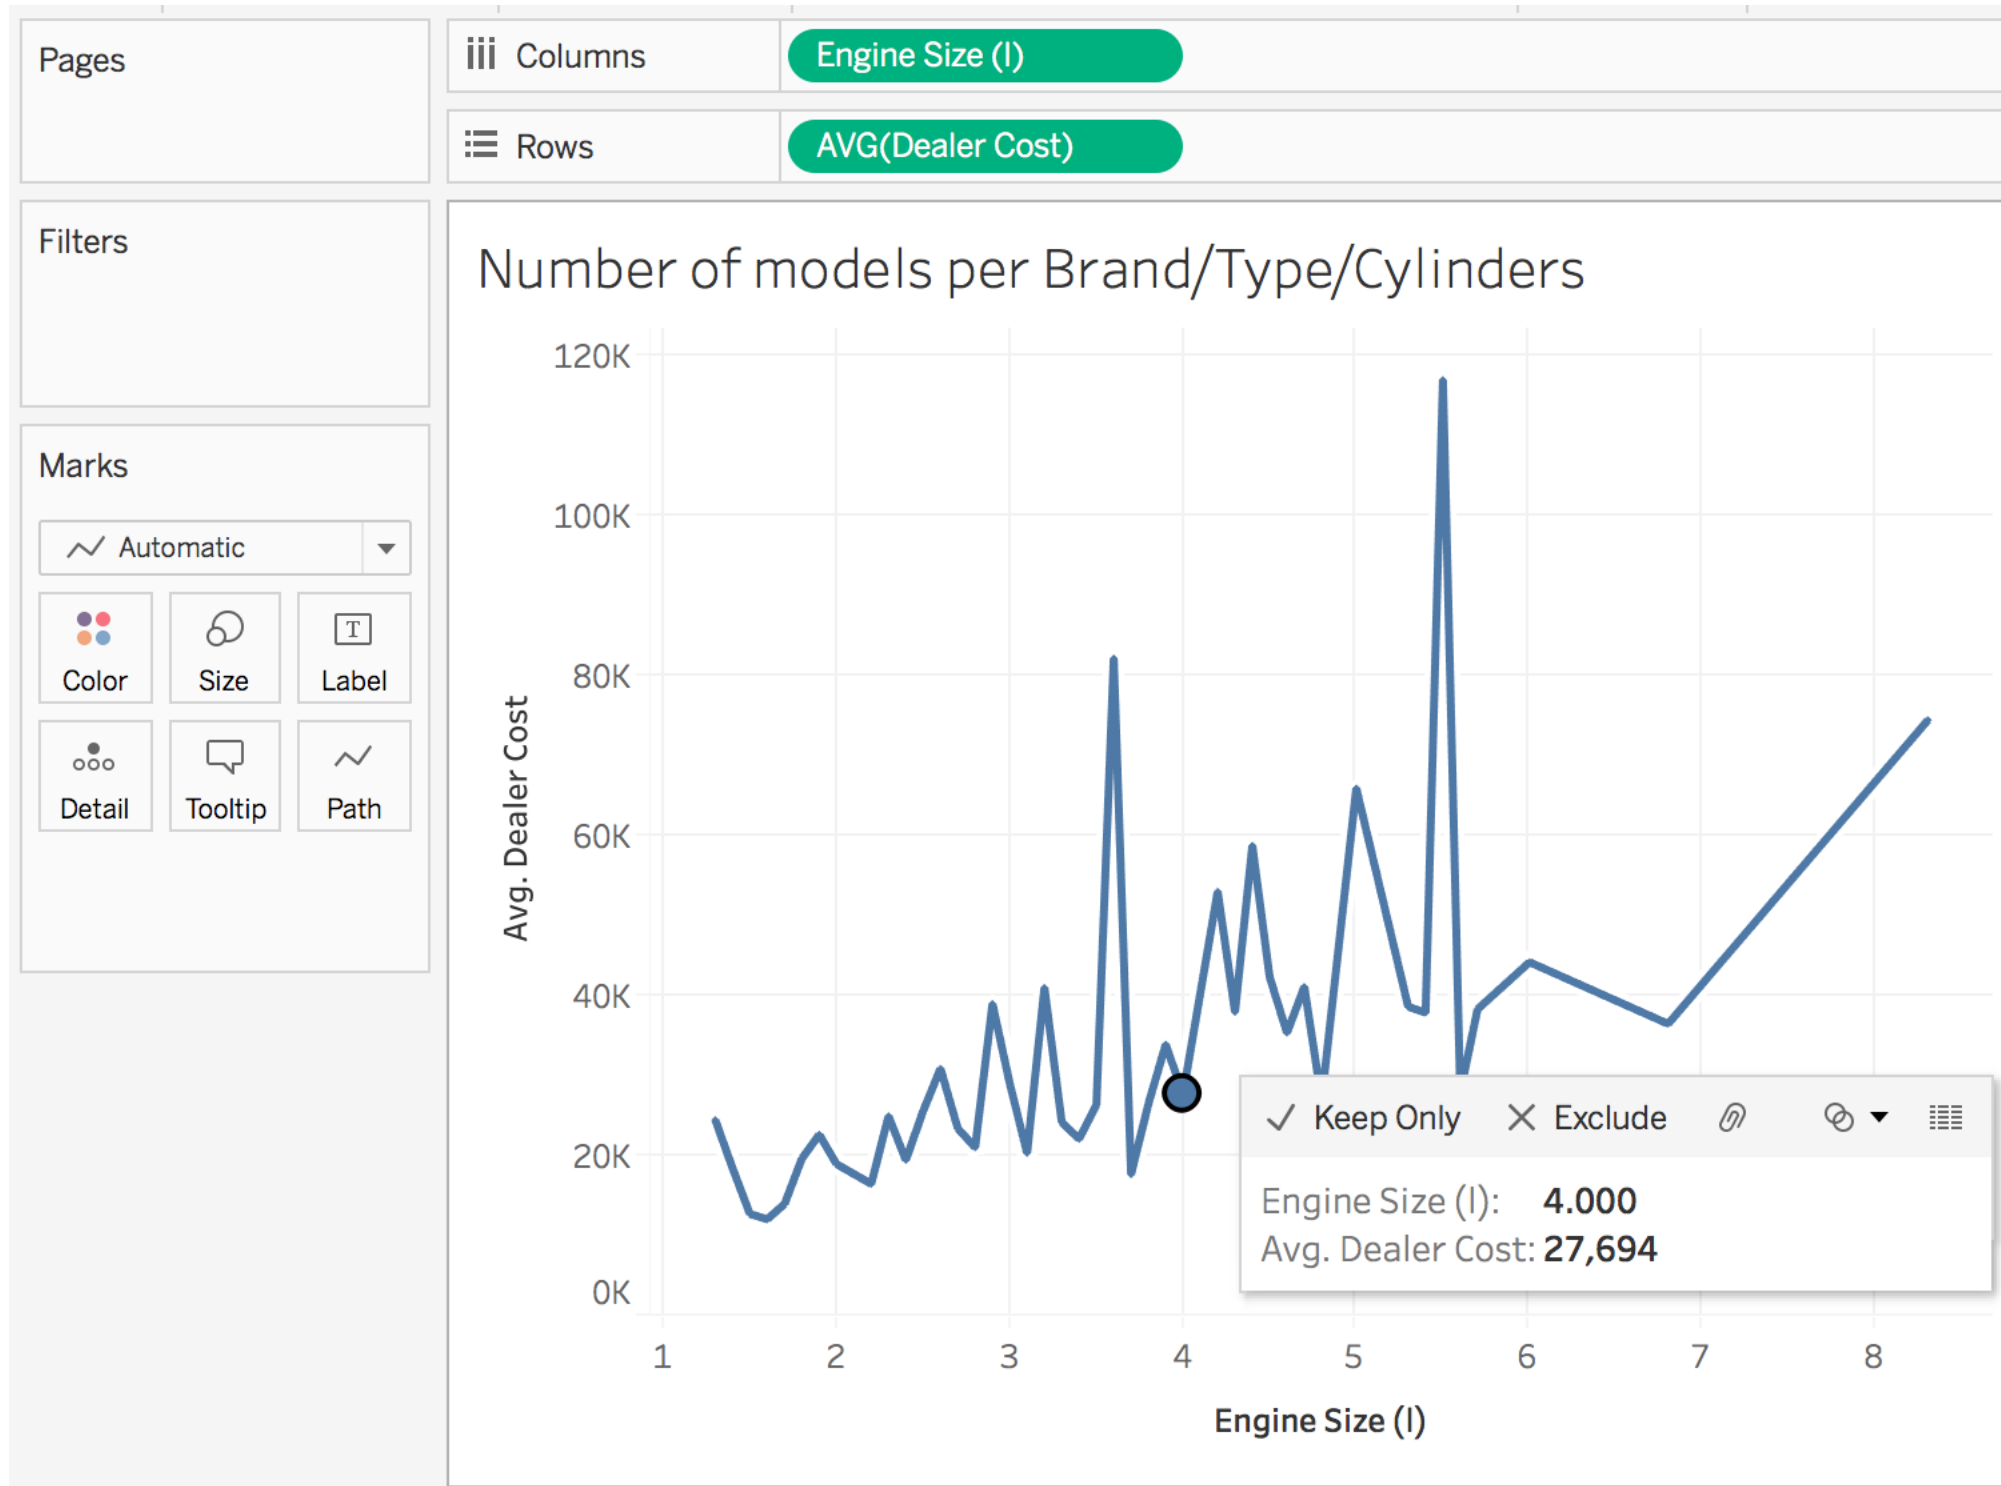 Pages
Columns
Engine Size (l)
Rows
AVG(Dealer Cost)
Filters
Marks
Automatic
Color
Size
T
Label
Detail
Tooltip
Path
Number of models per Brand/Type/Cylinders
120K
100K
80K
60K
40K
20K
0K
Avg. Dealer Cost
Keep Only
Exclude
Engine Size (l): 4.000
Avg. Dealer Cost: 27,694
1 2 3 4 5 6 7 8
Engine Size (l)